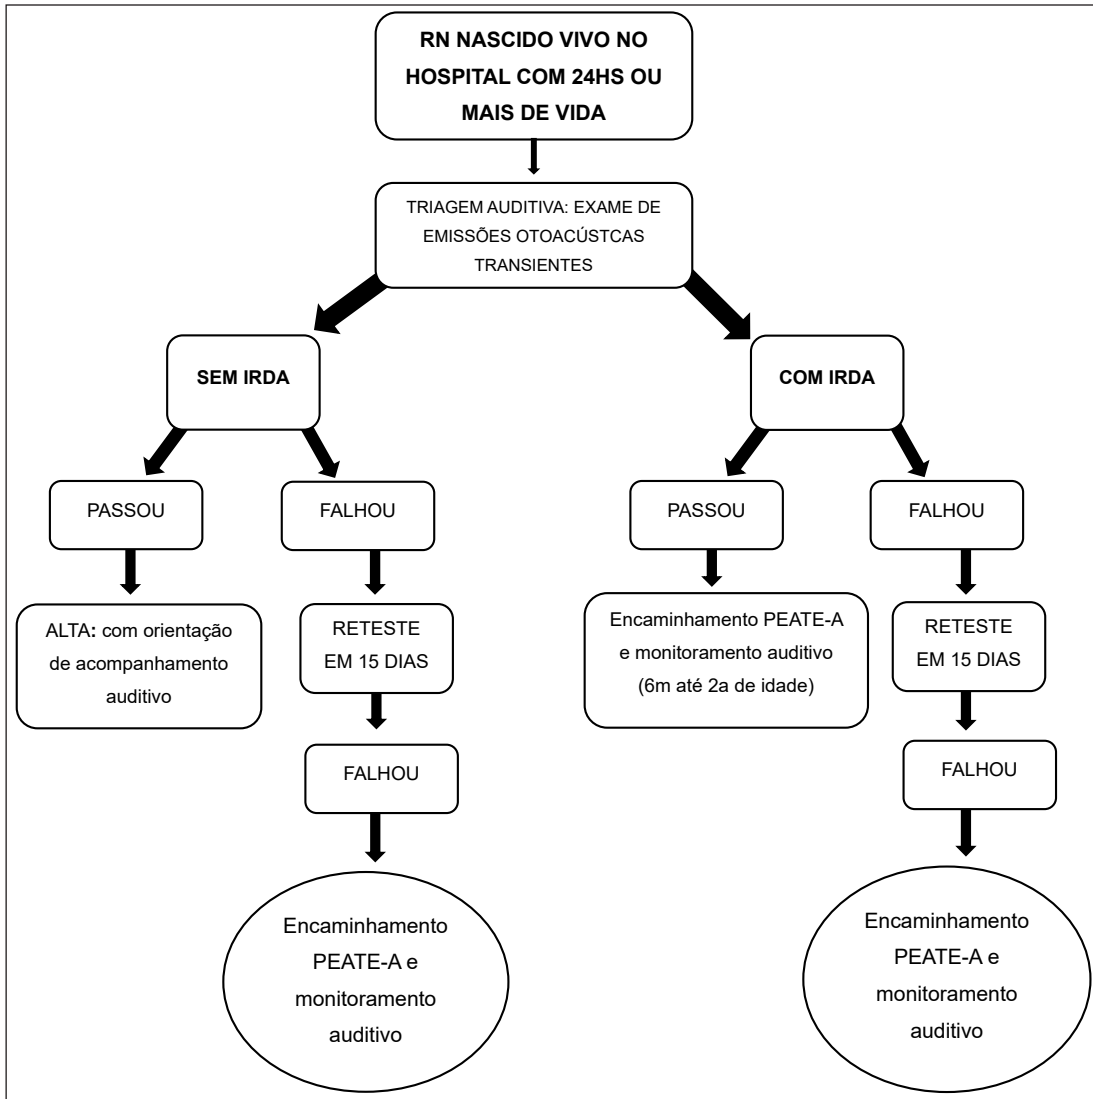 RN NASCIDO VIVO NO
HOSPITAL COM 24HS OU
MAIS DE VIDA
TRIAGEM AUDITIVA: EXAME DE
EMISSÕES OTOACÚSTCAS
TRANSIENTES
SEM IRDA
COM IRDA
PASSOU
FALHOU
PASSOU
FALHOU
ALTA: com orientação
de acompanhamento
auditivo
RETESTE
EM 15 DIAS
Encaminhamento PEATE-A
e monitoramento auditivo
(6m até 2a de idade)
RETESTE
EM 15 DIAS
FALHOU
FALHOU
Encaminhamento
PEATE-A e
monitoramento
auditivo
Encaminhamento
PEATE-A e
monitoramento
auditivo